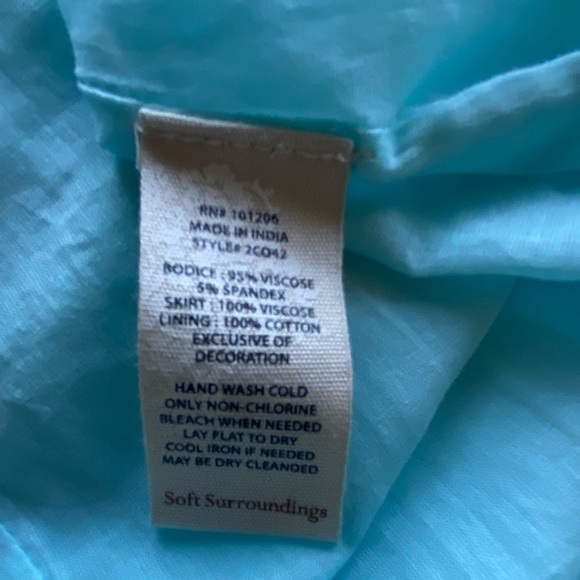 RN# 101206
MADE IN INDIA
STYLE# 2CO42
BODICE : 95% VISCOSE
5% SPANDEX
SKIRT : 100% VISCOSE
LINING : 100% COTTON
EXCLUSIVE OF
DECORATION
HAND WASH COLD
ONLY NON-CHLORINE
BLEACH WHEN NEEDED
LAY FLAT TO DRY
COOL IRON IF NEEDED
MAY BE DRY CLEANDED
Soft Surroundings